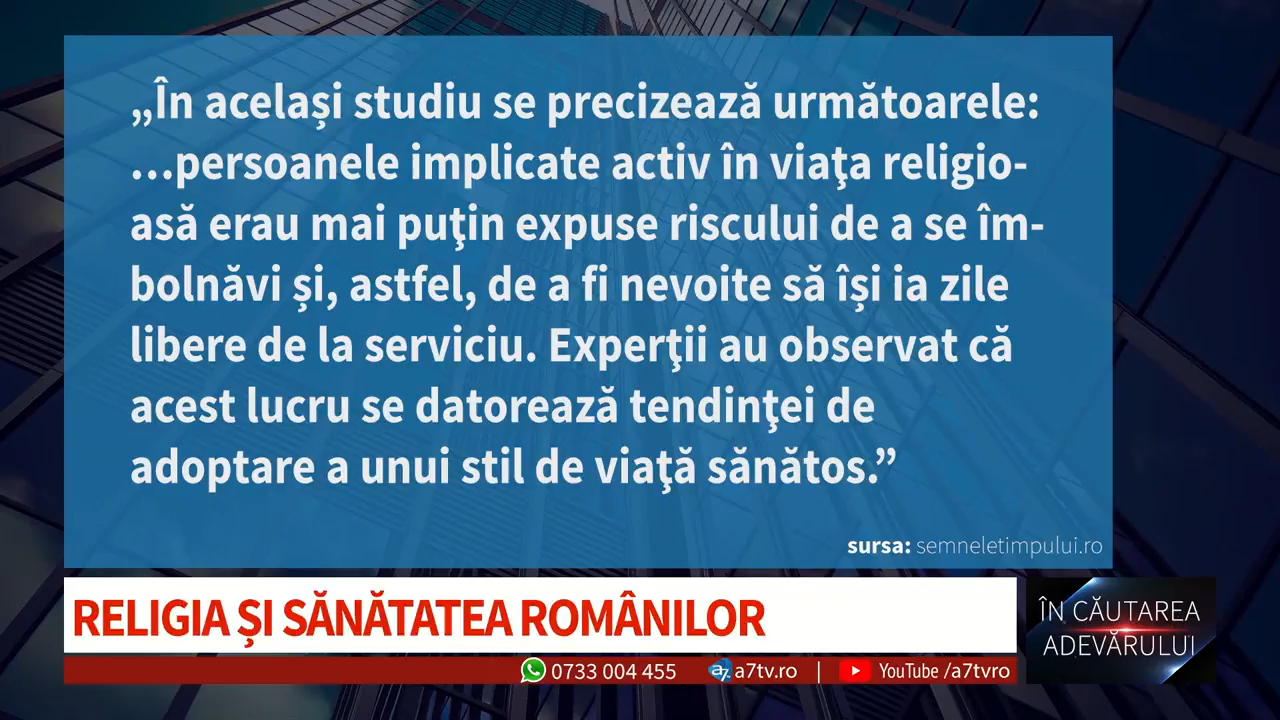 „În același studiu se precizează următoarele:
…persoanele implicate activ în viaţa religio-
asă erau mai puţin expuse riscului de a se îm-
bolnăvi și, astfel, de a fi nevoite să își ia zile
libere de la serviciu. Experţii au observat că
acest lucru se datorează tendinţei de
adoptare a unui stil de viaţă sănătos.”
sursa: semneletimpului.ro
RELIGIA ȘI SĂNĂTATEA ROMÂNILOR
ÎN CĂUTAREA
ADEVĂRULUI
0733 004 455 a7 a7tv.ro | YouTube /a7tvro